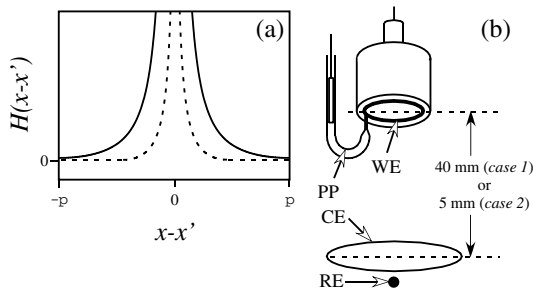 (a)
H(x-x')
0
-p
0
p
x-x'
(b)
WE
PP
40 mm (case 1)
or
5 mm (case 2)
CE
RE